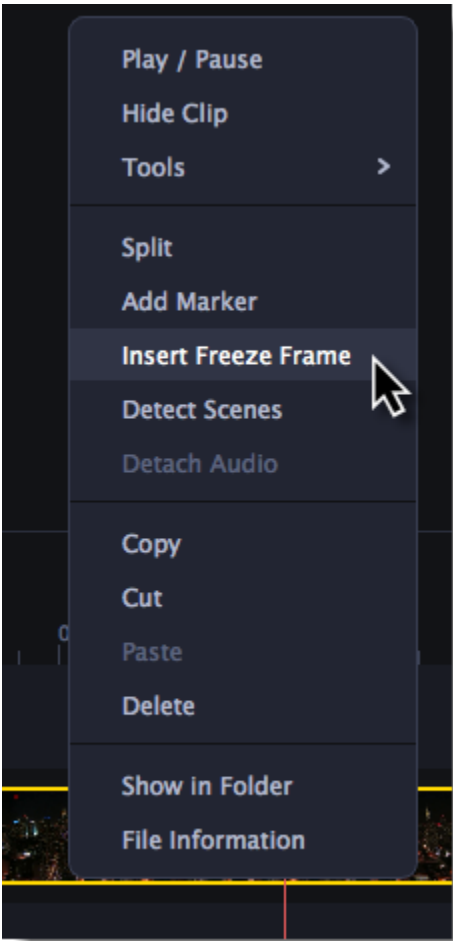 Play / Pause
Hide Clip
Tools >
Split
Add Marker
Insert Freeze Frame
Detect Scenes
Detach Audio
Copy
Cut
0
Paste
Delete
Show in Folder
File Information